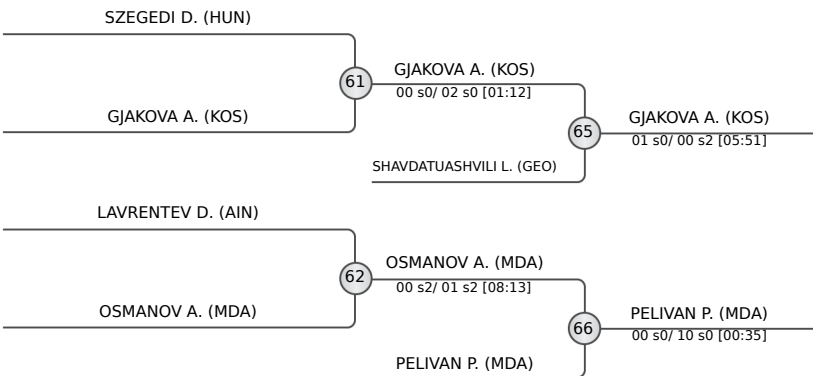 SZEGEDI D. (HUN)
61
GJAKOVA A. (KOS)
00 s0/ 02 s0 [01:12]
GJAKOVA A. (KOS)
65
GJAKOVA A. (KOS)
01 s0/ 00 s2 [05:51]
SHAVDATUASHVILI L. (GEO)
LAVRENTEV D. (AIN)
62
OSMANOV A. (MDA)
00 s2/ 01 s2 [08:13]
OSMANOV A. (MDA)
66
PELIVAN P. (MDA)
00 s0/ 10 s0 [00:35]
PELIVAN P. (MDA)